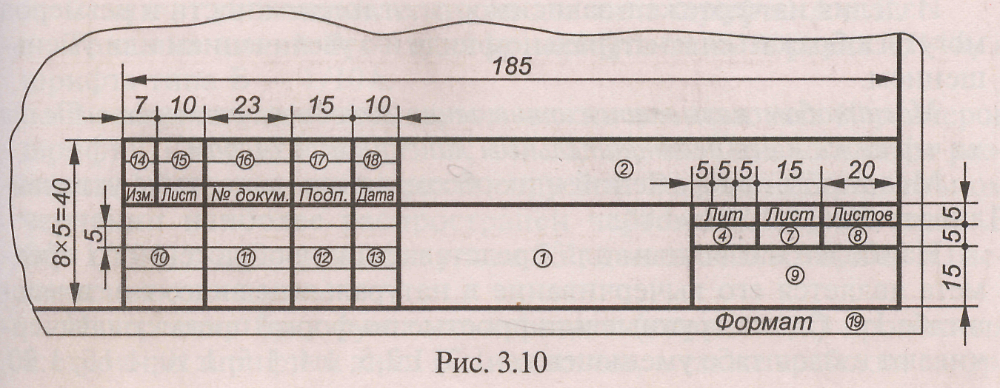 185
7 10 23 15 10
⑭ ⑮ ⑯ ⑰ ⑱
② 5 5 5 15 20
Изм. Лист № докум. Подп. Дата
Лит Лист Листов 5
8×5=40
5
④ ⑦ ⑧ 5
⑩ ⑪ ⑫ ⑬ ①
⑨ 15
Формат ⑲
Рис. 3.10